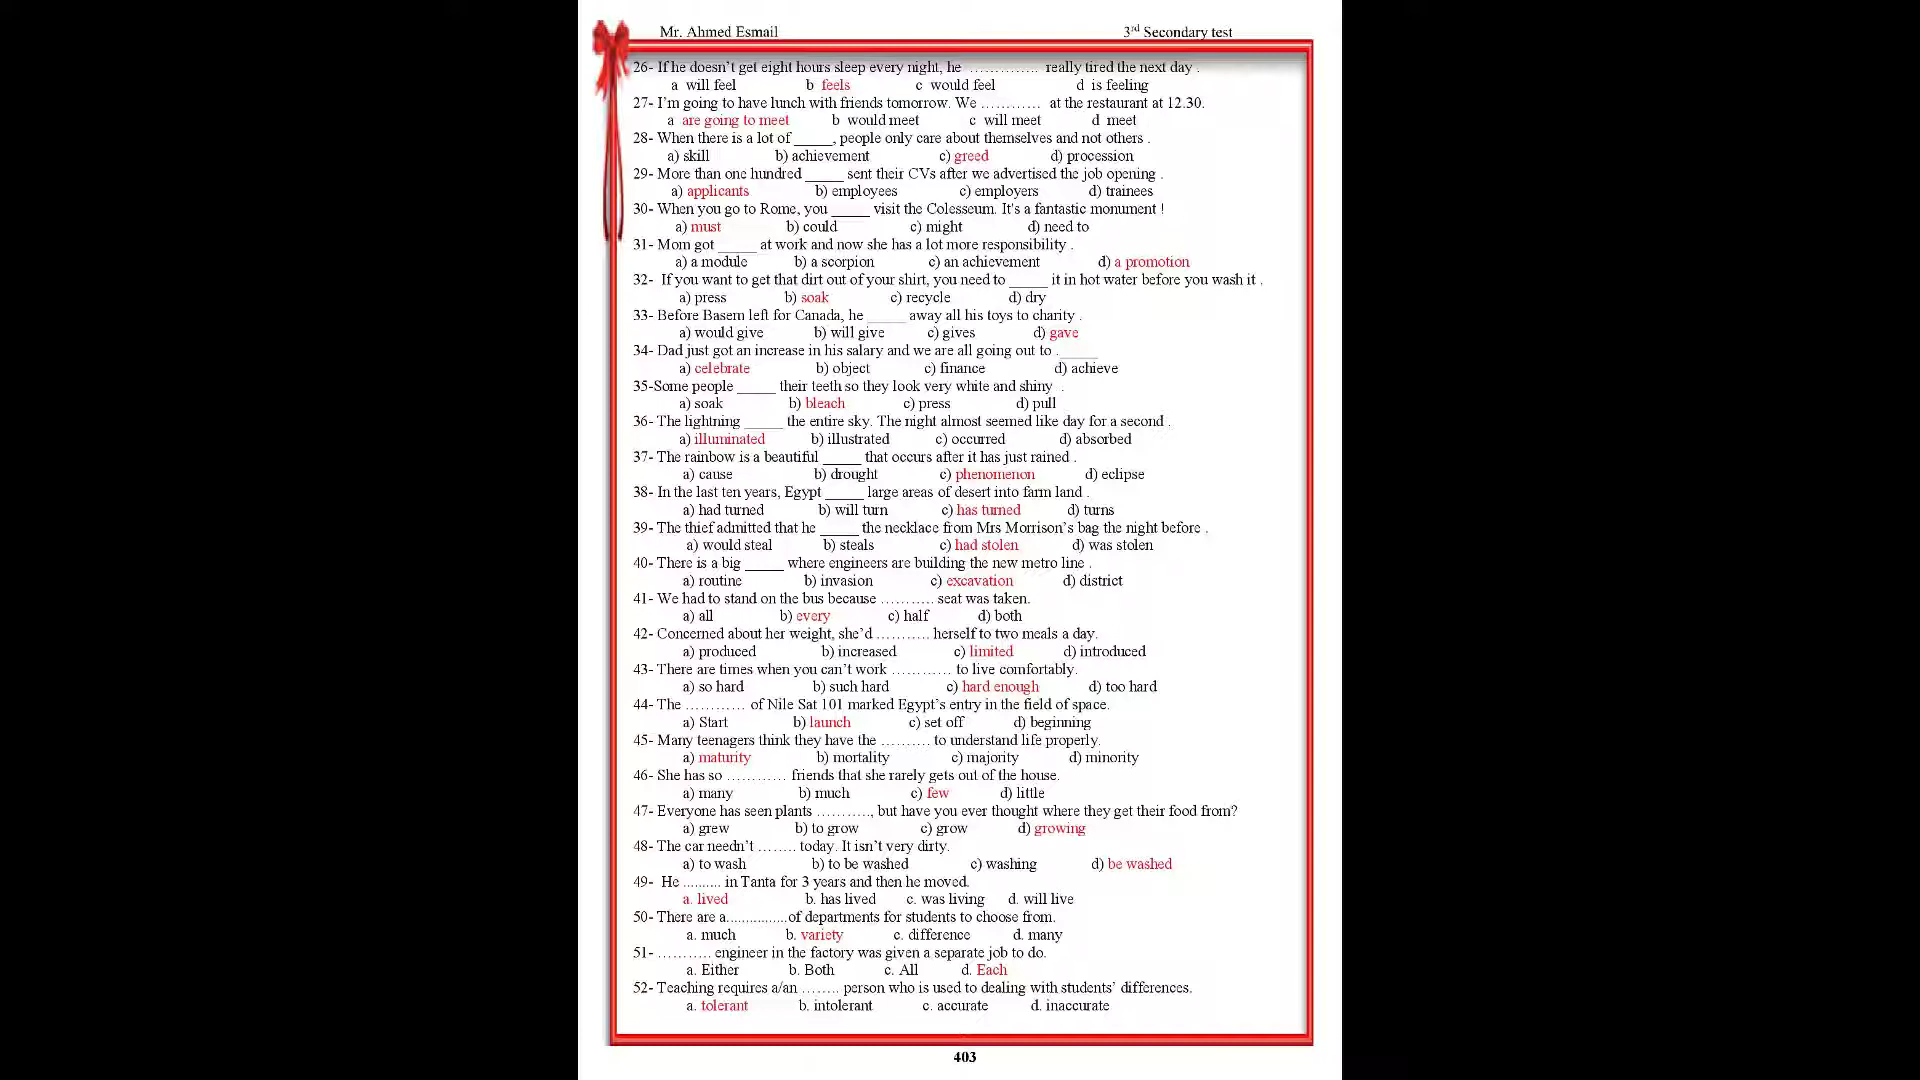 Mr. Ahmed Esmail 3rd Secondary test
26- If he doesn't get eight hours sleep every night, he ………….. really tired the next day .
a will feel b feels c would feel d is feeling
27- I'm going to have lunch with friends tomorrow. We ………… at the restaurant at 12.30.
a are going to meet b would meet c will meet d meet
28- When there is a lot of _____, people only care about themselves and not others .
a) skill b) achievement c) greed d) procession
29- More than one hundred _____ sent their CVs after we advertised the job opening .
a) applicants b) employees c) employers d) trainees
30- When you go to Rome, you _____ visit the Colesseum. It's a fantastic monument !
a) must b) could c) might d) need to
31- Mom got _____ at work and now she has a lot more responsibility .
a) a module b) a scorpion c) an achievement d) a promotion
32- If you want to get that dirt out of your shirt, you need to _____ it in hot water before you wash it .
a) press b) soak c) recycle d) dry
33- Before Basem left for Canada, he _____ away all his toys to charity .
a) would give b) will give c) gives d) gave
34- Dad just got an increase in his salary and we are all going out to ._____
a) celebrate b) object c) finance d) achieve
35-Some people _____ their teeth so they look very white and shiny .
a) soak b) bleach c) press d) pull
36- The lightning _____ the entire sky. The night almost seemed like day for a second .
a) illuminated b) illustrated c) occurred d) absorbed
37- The rainbow is a beautiful _____ that occurs after it has just rained .
a) cause b) drought c) phenomenon d) eclipse
38- In the last ten years, Egypt _____ large areas of desert into farm land .
a) had turned b) will turn c) has turned d) turns
39- The thief admitted that he _____ the necklace from Mrs Morrison's bag the night before .
a) would steal b) steals c) had stolen d) was stolen
40- There is a big _____ where engineers are building the new metro line .
a) routine b) invasion c) excavation d) district
41- We had to stand on the bus because ……….. seat was taken.
a) all b) every c) half d) both
42- Concerned about her weight, she'd ……….. herself to two meals a day.
a) produced b) increased c) limited d) introduced
43- There are times when you can't work ………… to live comfortably.
a) so hard b) such hard c) hard enough d) too hard
44- The ………… of Nile Sat 101 marked Egypt's entry in the field of space.
a) Start b) launch c) set off d) beginning
45- Many teenagers think they have the ………. to understand life properly.
a) maturity b) mortality c) majority d) minority
46- She has so ………… friends that she rarely gets out of the house.
a) many b) much c) few d) little
47- Everyone has seen plants ……….., but have you ever thought where they get their food from?
a) grew b) to grow c) grow d) growing
48- The car needn't …….. today. It isn't very dirty.
a) to wash b) to be washed c) washing d) be washed
49- He .......... in Tanta for 3 years and then he moved.
a. lived b. has lived c. was living d. will live
50- There are a................of departments for students to choose from.
a. much b. variety c. difference d. many
51- ……….. engineer in the factory was given a separate job to do.
a. Either b. Both c. All d. Each
52- Teaching requires a/an …….. person who is used to dealing with students' differences.
a. tolerant b. intolerant c. accurate d. inaccurate
403